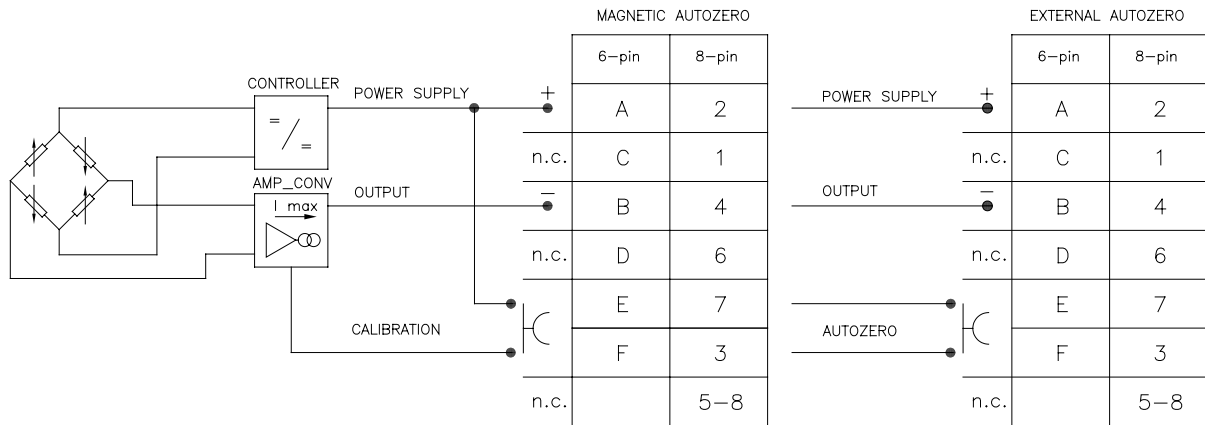 MAGNETIC AUTOZERO
EXTERNAL AUTOZERO
6-pin 8-pin
6-pin 8-pin
CONTROLLER
= / =
POWER SUPPLY + A 2
POWER SUPPLY + A 2
n.c. C 1
n.c. C 1
AMP_CONV
I max
OUTPUT - B 4
OUTPUT - B 4
n.c. D 6
n.c. D 6
E 7
E 7
CALIBRATION F 3
AUTOZERO F 3
n.c. 5-8
n.c. 5-8